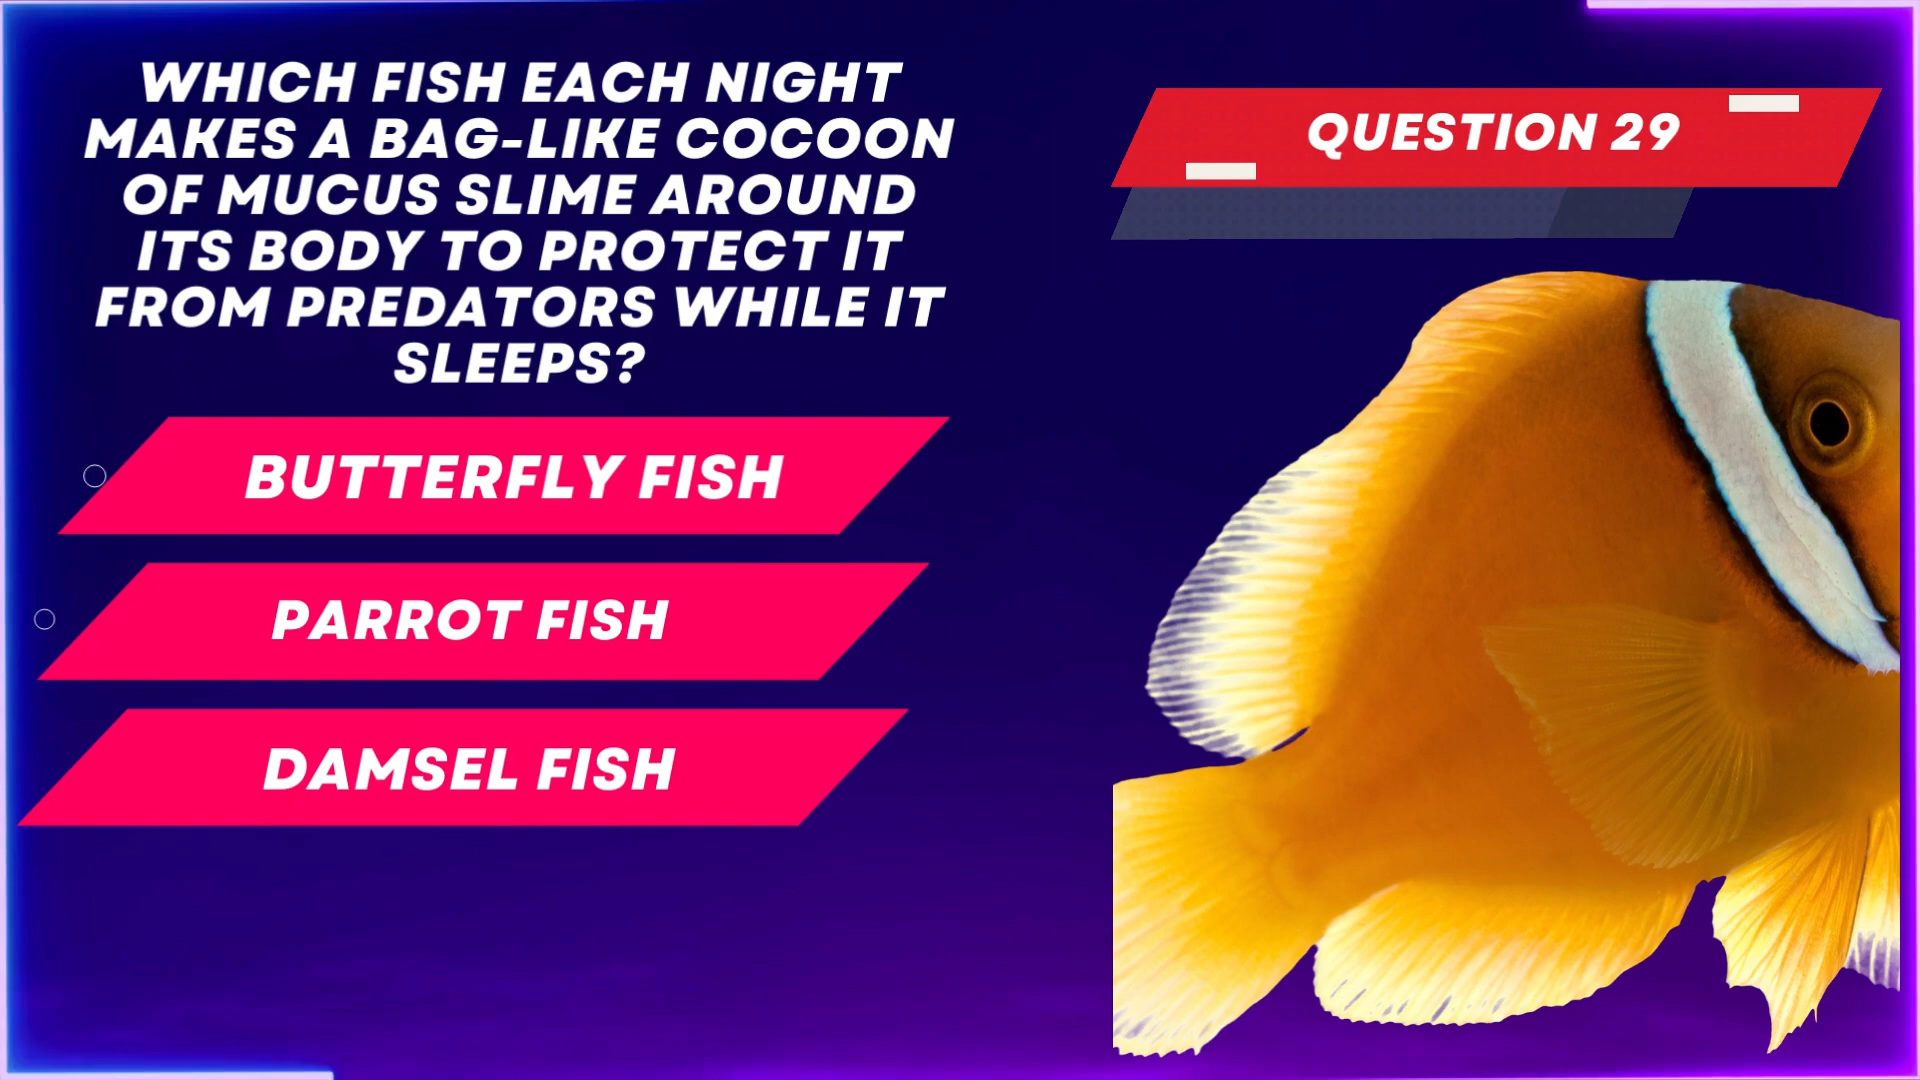 WHICH FISH EACH NIGHT
MAKES A BAG-LIKE COCOON
OF MUCUS SLIME AROUND
ITS BODY TO PROTECT IT
FROM PREDATORS WHILE IT
SLEEPS?
BUTTERFLY FISH
PARROT FISH
DAMSEL FISH
QUESTION 29